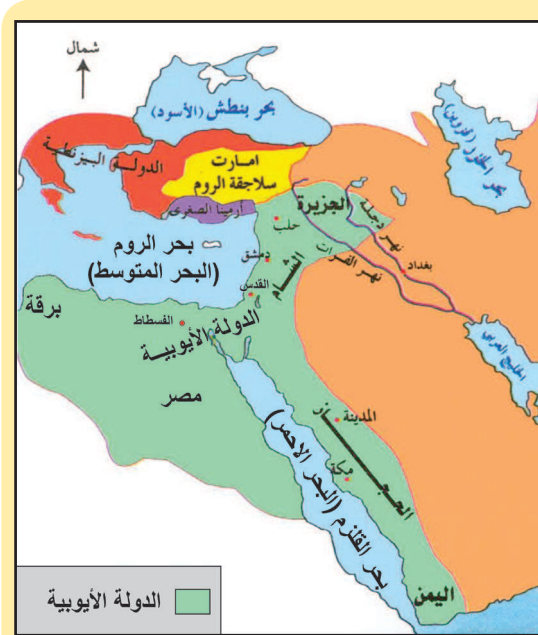 شمال
بحر بنطش (الأسود)
بحر الخزر (قزوين)
الدولة البيزنطية
امارت
سلاجقة الروم
أرمينا الصغرى
الجزيرة
نهر دجلة
حلب
بحر الروم
(البحر المتوسط)
دمشق
الشام
نهر الفرات
بغداد
القدس
برقة
الفسطاط
الدولة الأيوبية
الخليج العربي
مصر
المدينة
الحجاز
مكة
بحر القلزم (البحر الاحمر)
اليمن
الدولة الأيوبية